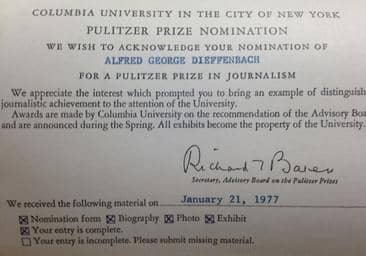 COLUMBIA UNIVERSITY IN THE CITY OF NEW YORK
PULITZER PRIZE NOMINATION
WE WISH TO ACKNOWLEDGE YOUR NOMINATION OF
ALFRED GEORGE DIEFFENBACH
FOR A PULITZER PRIZE IN JOURNALISM
We appreciate the interest which prompted you to bring an example of distinguish
journalistic achievement to the attention of the University.
Awards are made by Columbia University on the recommendation of the Advisory Boa
and are announced during the Spring. All exhibits become the property of the University.
Richard T Baker
Secretary, Advisory Board on the Pulitzer Prizes
We received the following material on January 21, 1977
Nomination form Biography Photo Exhibit
Your entry is complete.
Your entry is incomplete. Please submit missing material.